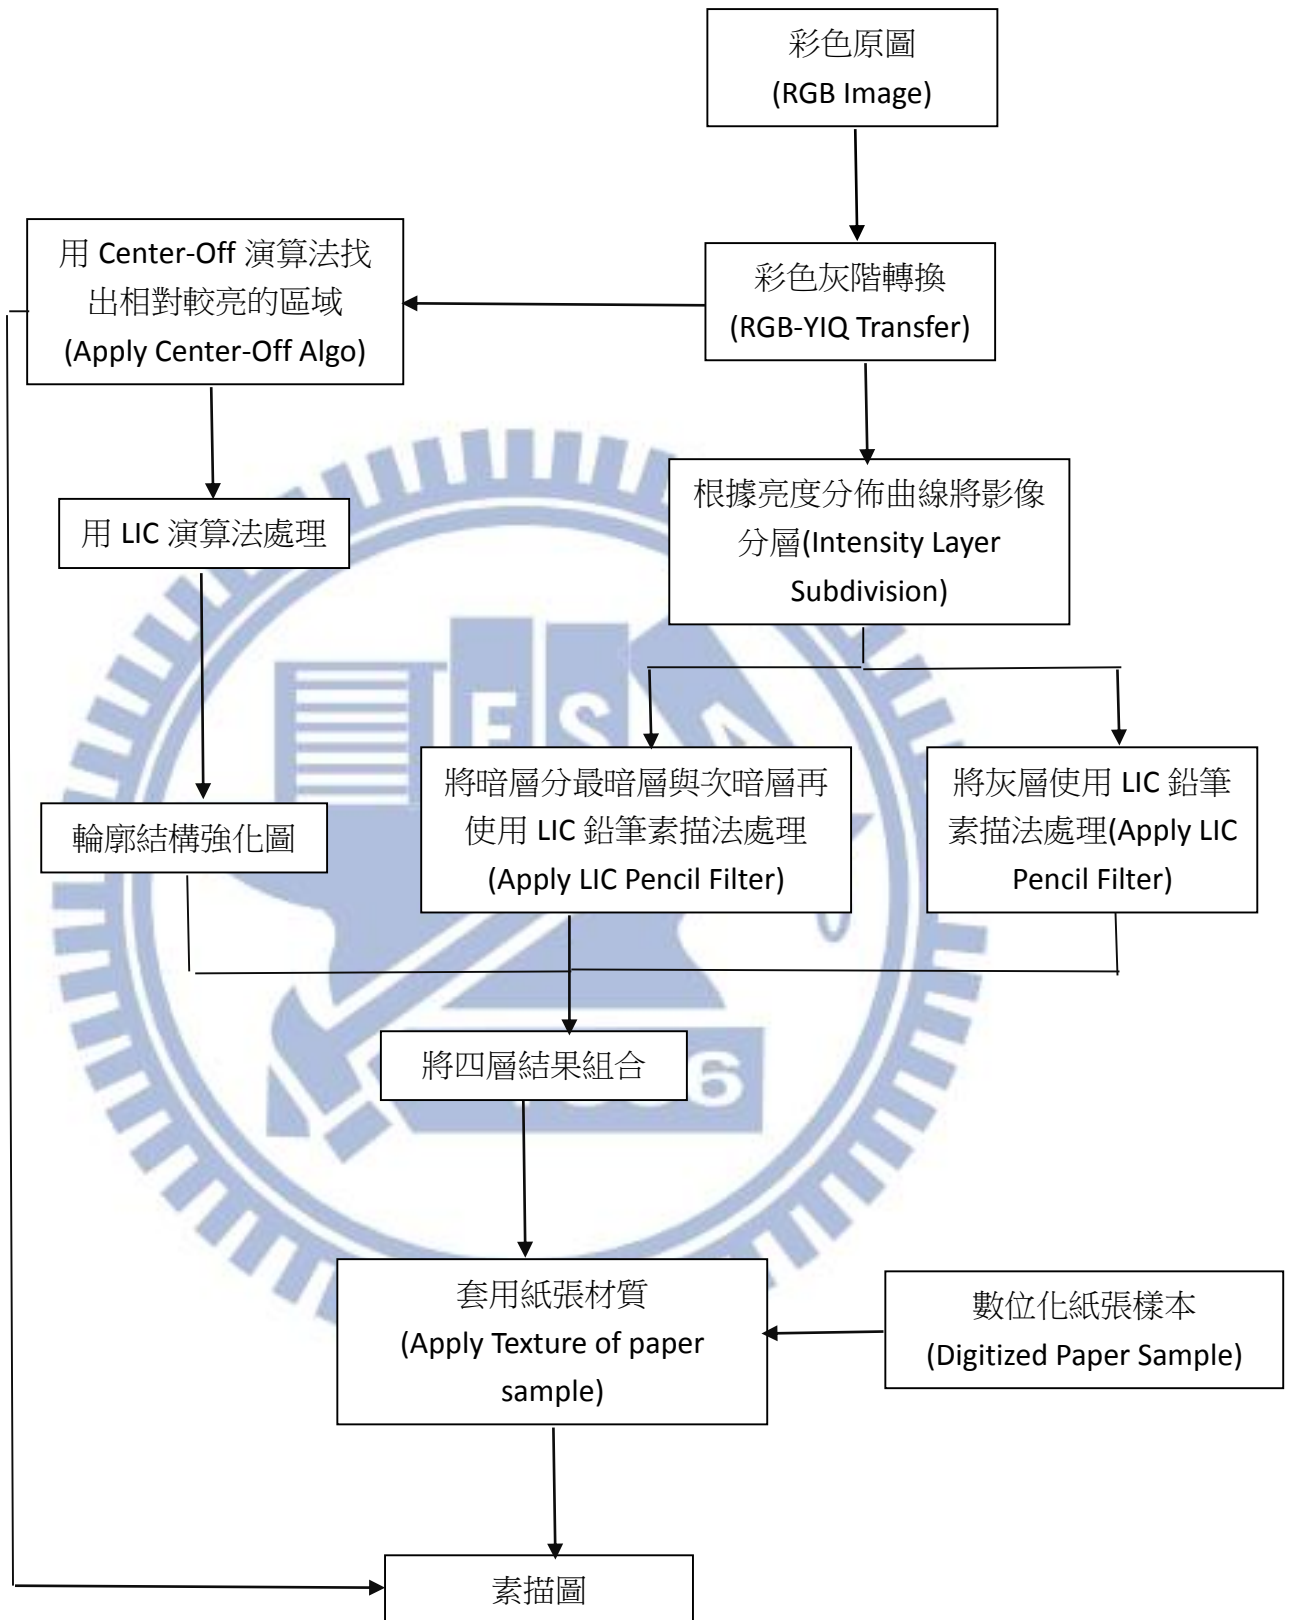 彩色原圖
(RGB Image)
用 Center-Off 演算法找
出相對較亮的區域
(Apply Center-Off Algo)
彩色灰階轉換
(RGB-YIQ Transfer)
用 LIC 演算法處理
根據亮度分佈曲線將影像
分層(Intensity Layer
Subdivision)
E S A
輪廓結構強化圖
將暗層分最暗層與次暗層再
使用 LIC 鉛筆素描法處理
(Apply LIC Pencil Filter)
將灰層使用 LIC 鉛筆
素描法處理(Apply LIC
Pencil Filter)
將四層結果組合
套用紙張材質
(Apply Texture of paper
sample)
數位化紙張樣本
(Digitized Paper Sample)
素描圖